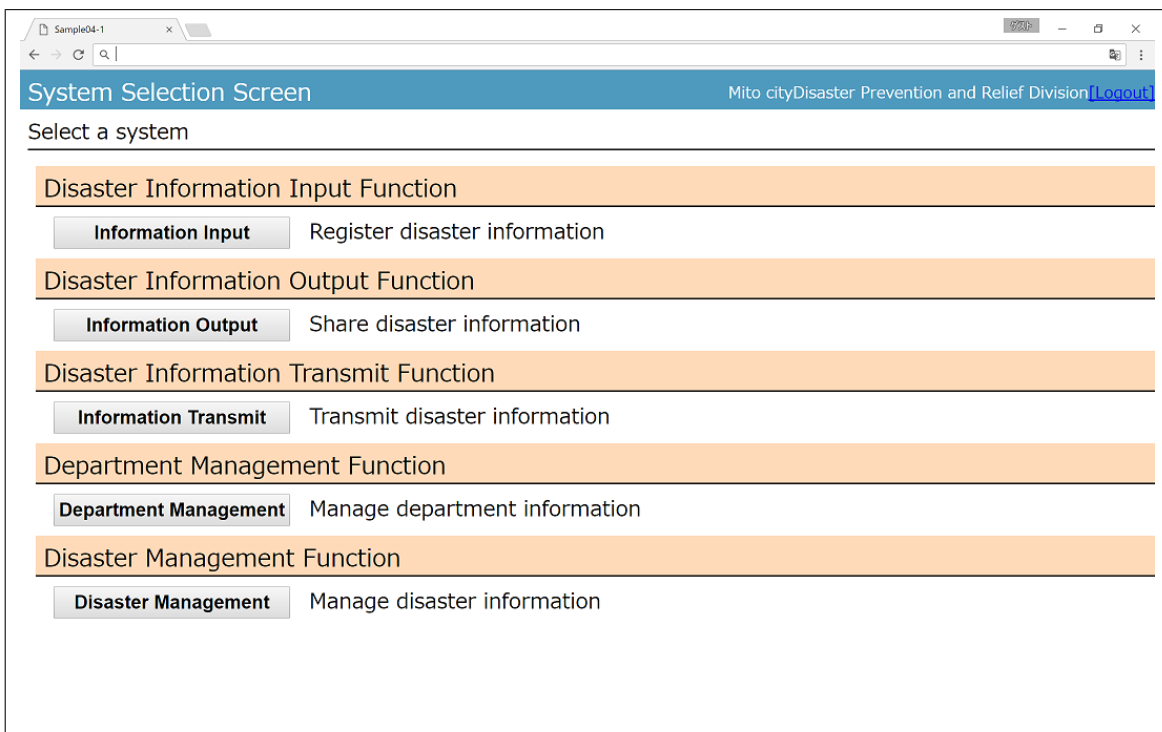 Sample04-1
ゲスト
System Selection Screen
Mito cityDisaster Prevention and Relief Division[Logout]
Select a system
Disaster Information Input Function
Information Input Register disaster information
Disaster Information Output Function
Information Output Share disaster information
Disaster Information Transmit Function
Information Transmit Transmit disaster information
Department Management Function
Department Management Manage department information
Disaster Management Function
Disaster Management Manage disaster information